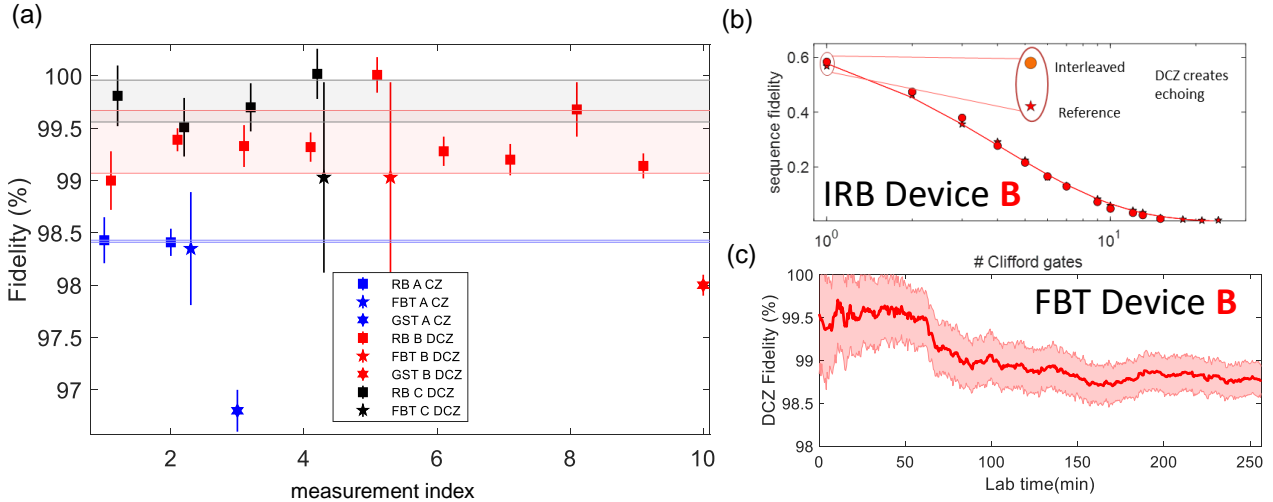 (a)
100
99.5
99
98.5
98
97.5
97
Fidelity (%)
2
4
6
8
10
measurement index
RB A CZ
FBT A CZ
GST A CZ
RB B DCZ
FBT B DCZ
GST B DCZ
RB C DCZ
FBT C DCZ
(b)
0.6
0.4
0.2
sequence fidelity
Interleaved
Reference
DCZ creates
echoing
IRB Device B
10⁰
10¹
# Clifford gates
(c)
100
99.5
99
98.5
98
DCZ Fidelity (%)
FBT Device B
0
50
100
150
200
250
Lab time(min)